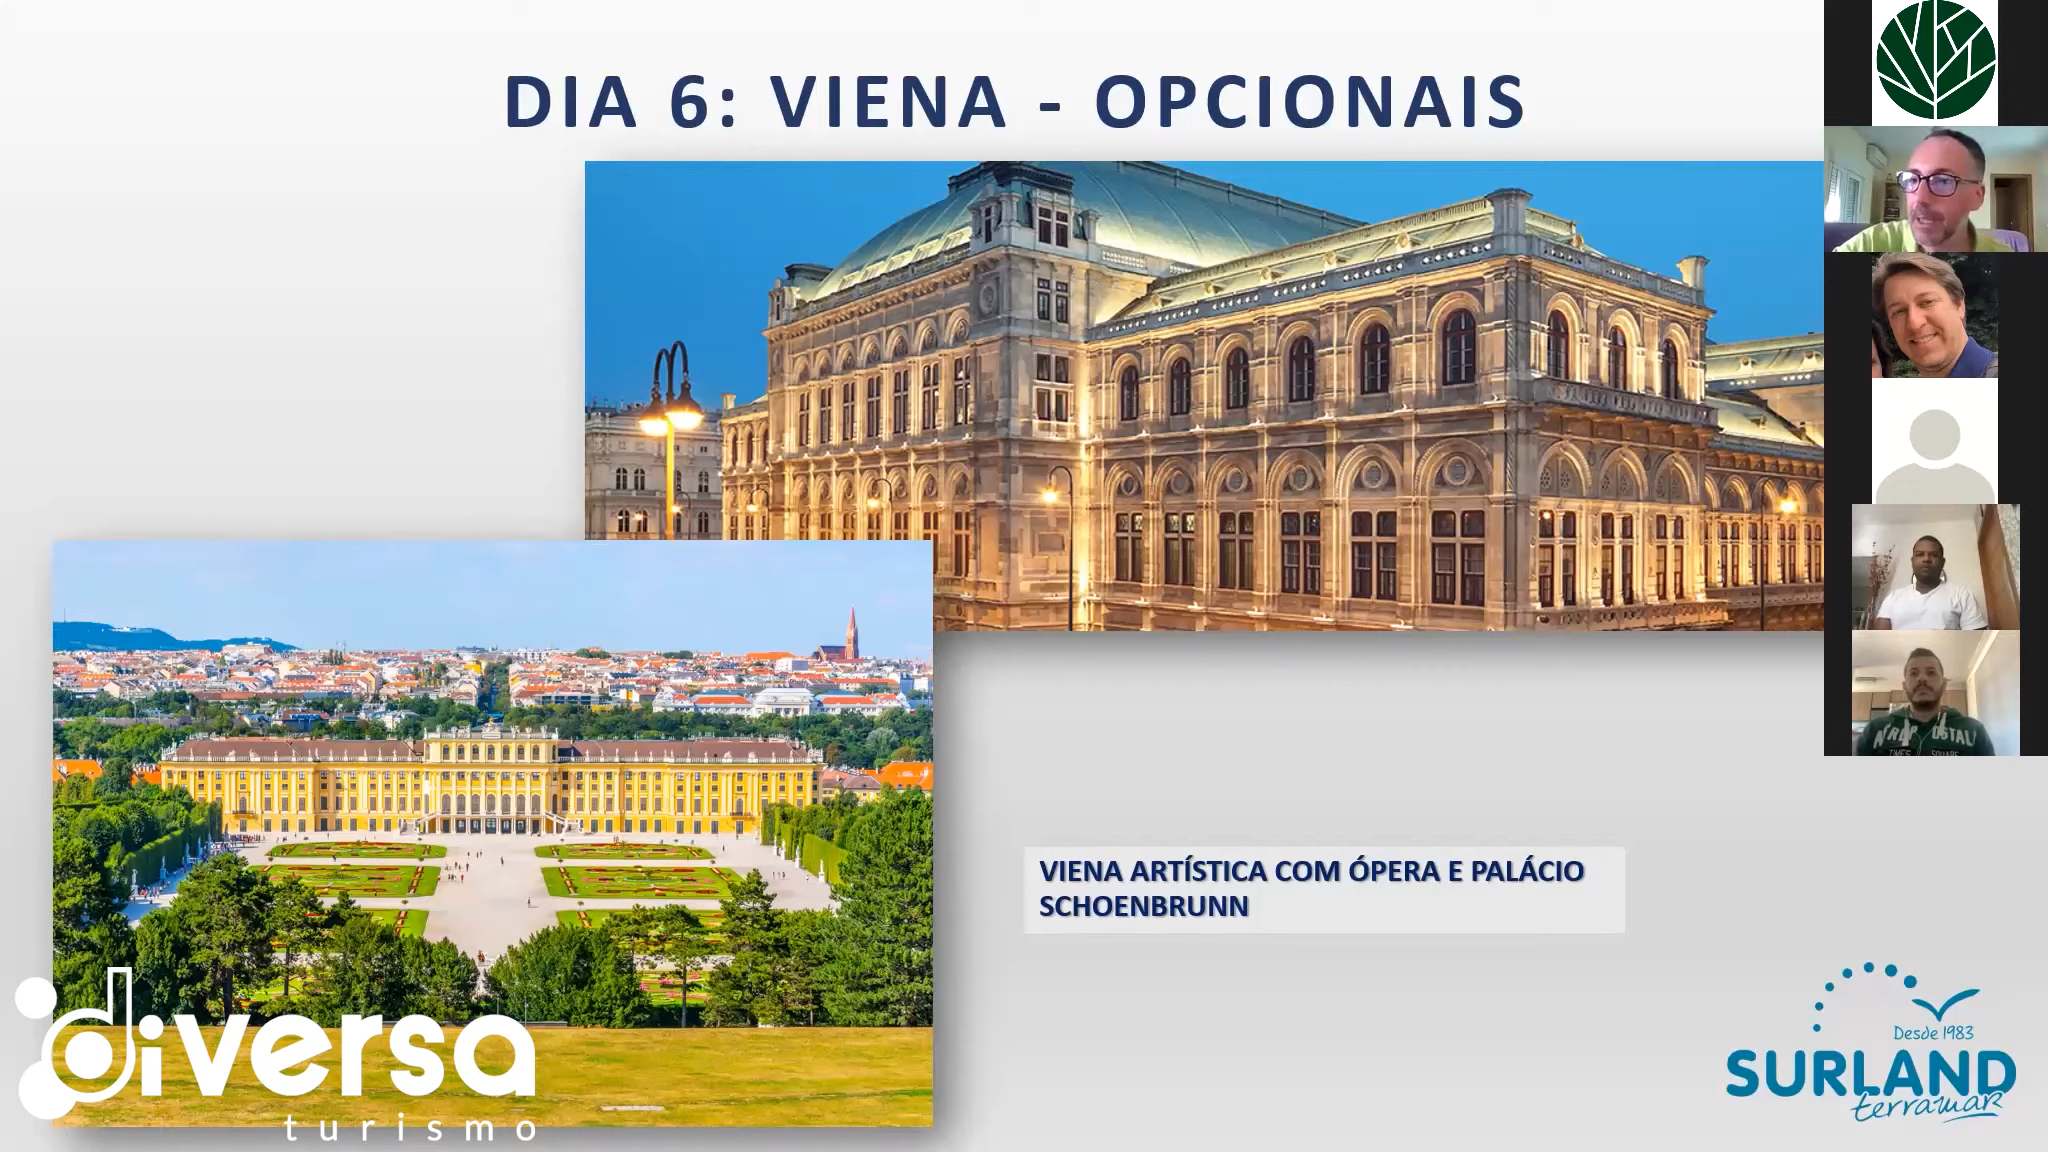 DIA 6: VIENA - OPCIONAIS
VIENA ARTÍSTICA COM ÓPERA E PALÁCIO
SCHOENBRUNN
diversa
turismo
Desde 1983
SURLAND
terramar